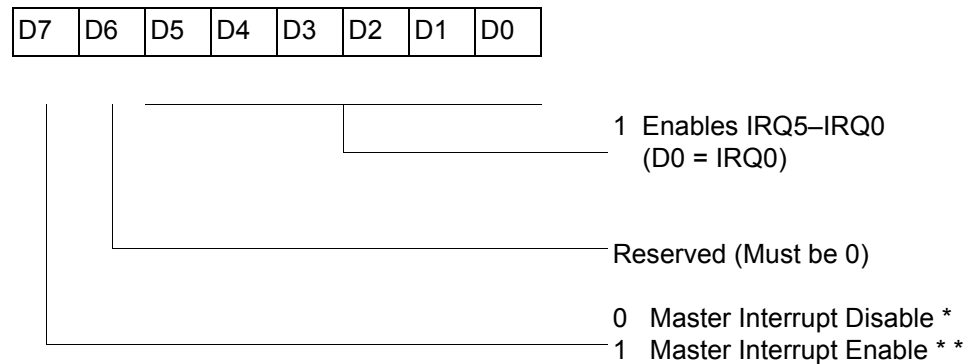 D7 D6 D5 D4 D3 D2 D1 D0
1 Enables IRQ5–IRQ0
(D0 = IRQ0)
Reserved (Must be 0)
0 Master Interrupt Disable *
1 Master Interrupt Enable * *